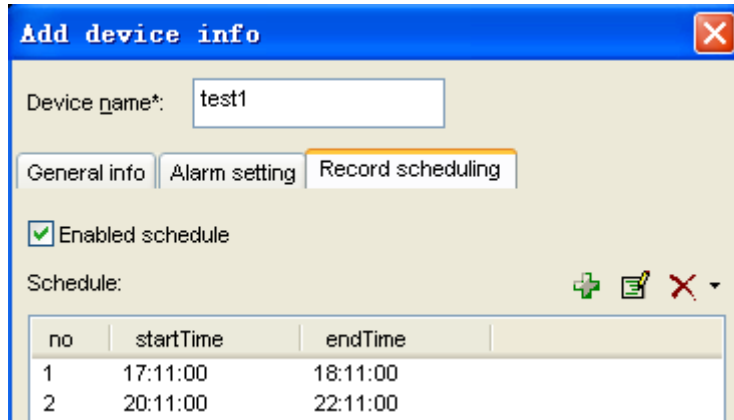 Add device info
Device name*: test1
General info Alarm setting Record scheduling
Enabled schedule
Schedule:
no startTime endTime
1 17:11:00 18:11:00
2 20:11:00 22:11:00